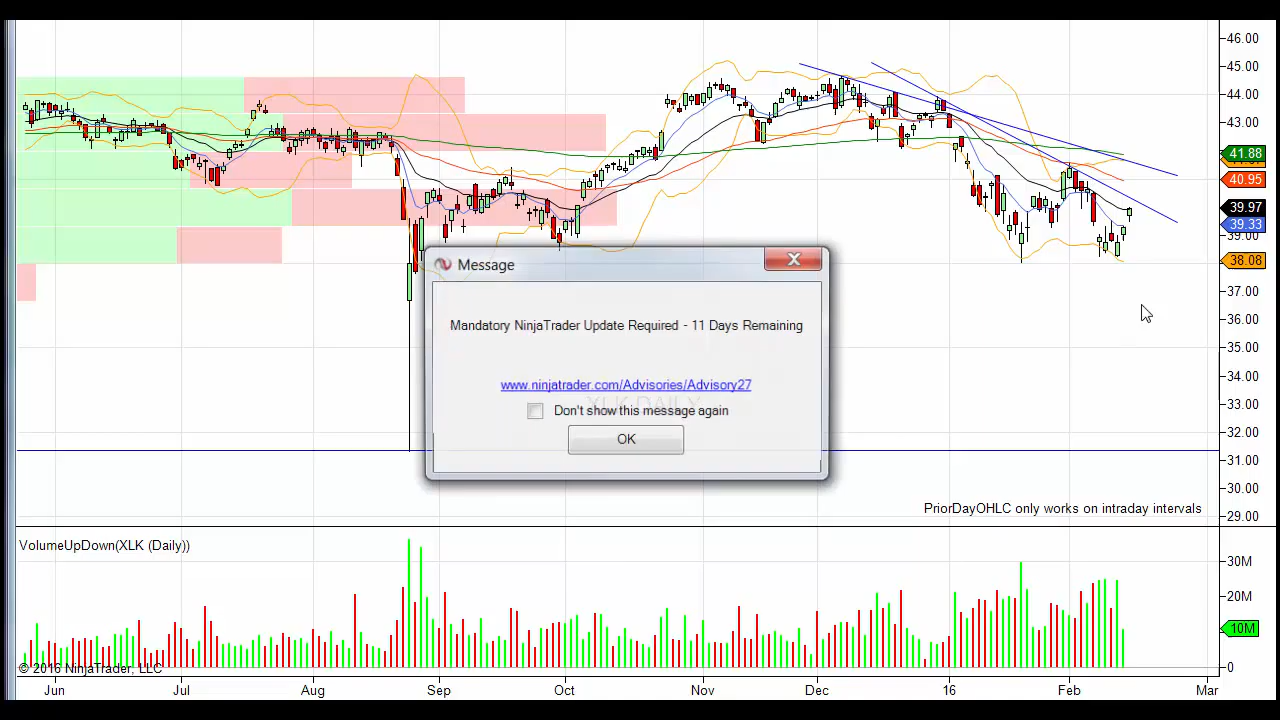 46.00
45.00
44.00
43.00
41.88
40.95
39.97
39.33
39.00
38.08
37.00
36.00
35.00
34.00
33.00
32.00
31.00
30.00
29.00
Message
Mandatory NinjaTrader Update Required - 11 Days Remaining
www.ninjatrader.com/Advisories/Advisory27
XLK DAILY
Don't show this message again
OK
PriorDayOHLC only works on intraday intervals
VolumeUpDown(XLK (Daily))
30M
20M
10M
0
© 2016 NinjaTrader, LLC
Jun Jul Aug Sep Oct Nov Dec 16 Feb Mar